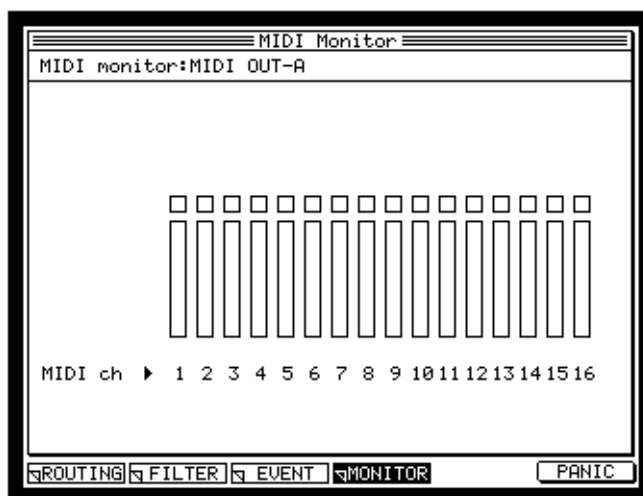 MIDI Monitor
MIDI monitor:MIDI OUT-A
MIDI ch 1 2 3 4 5 6 7 8 9 10 11 12 13 14 15 16
ROUTING FILTER EVENT MONITOR PANIC